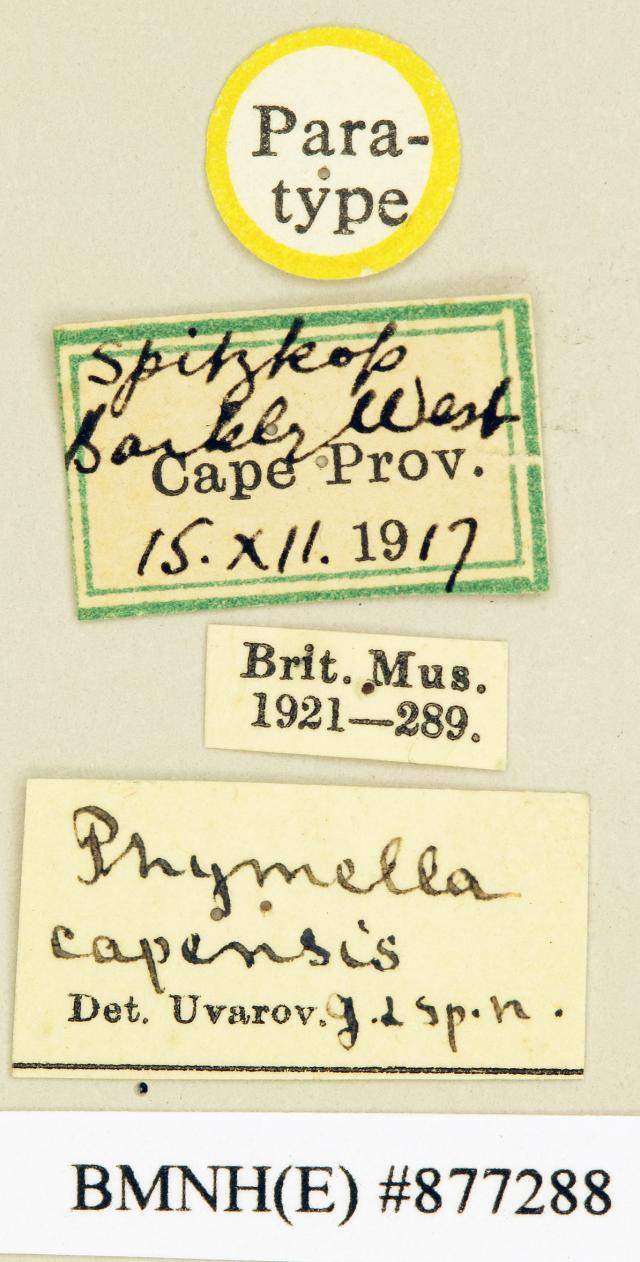 Para-
type
Spitzkop
Barkly West
Cape Prov.
15.XII.1917
Brit. Mus.
1921—289.
Phymella
capensis
Det. Uvarov. g. & sp. n.
BMNH(E) #877288